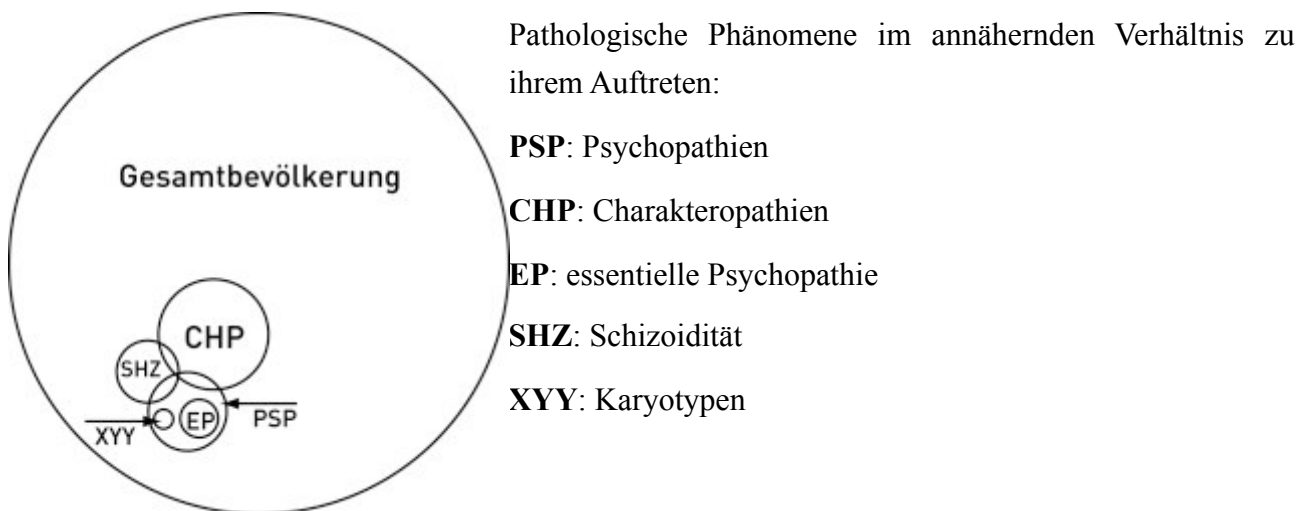 Gesamtbevölkerung
CHP
SHZ
EP
PSP
XYY
Pathologische Phänomene im annähernden Verhältnis zu
ihrem Auftreten:
PSP: Psychopathien
CHP: Charakteropathien
EP: essentielle Psychopathie
SHZ: Schizoidität
XYY: Karyotypen